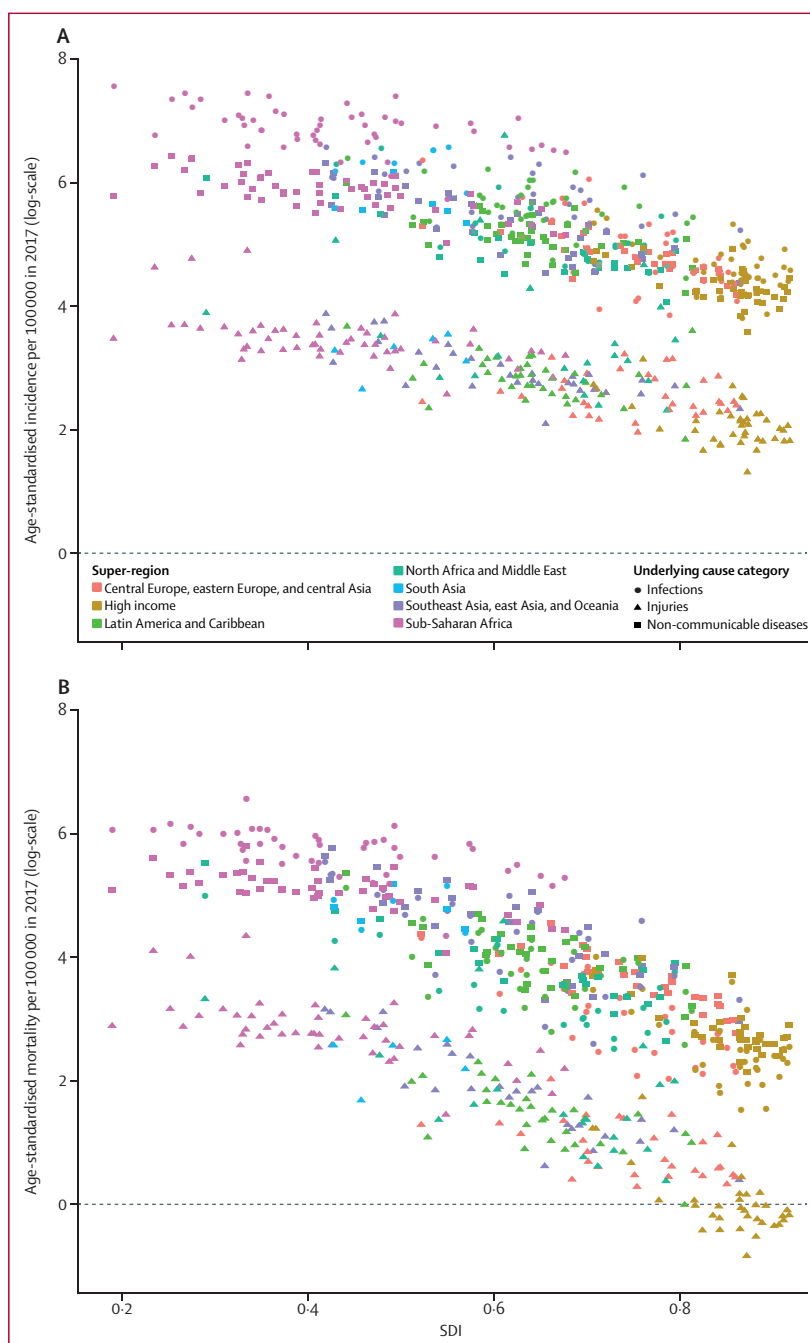 A
8
6
4
2
0
Age-standardised incidence per 100 000 in 2017 (log-scale)
Super-region
Central Europe, eastern Europe, and central Asia
High income
Latin America and Caribbean
North Africa and Middle East
South Asia
Southeast Asia, east Asia, and Oceania
Sub-Saharan Africa
Underlying cause category
Infections
Injuries
Non-communicable diseases
B
8
6
4
2
0
Age-standardised mortality per 100 000 in 2017 (log-scale)
0·2 0·4 0·6 0·8
SDI